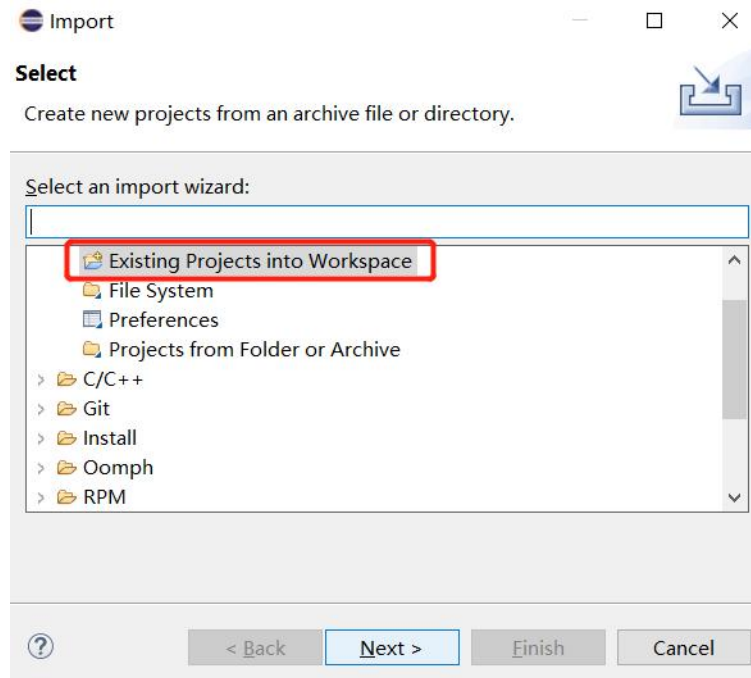 Import
Select
Create new projects from an archive file or directory.
Select an import wizard:
Existing Projects into Workspace
File System
Preferences
Projects from Folder or Archive
> C/C++
> Git
> Install
> Oomph
> RPM
? < Back Next > Finish Cancel